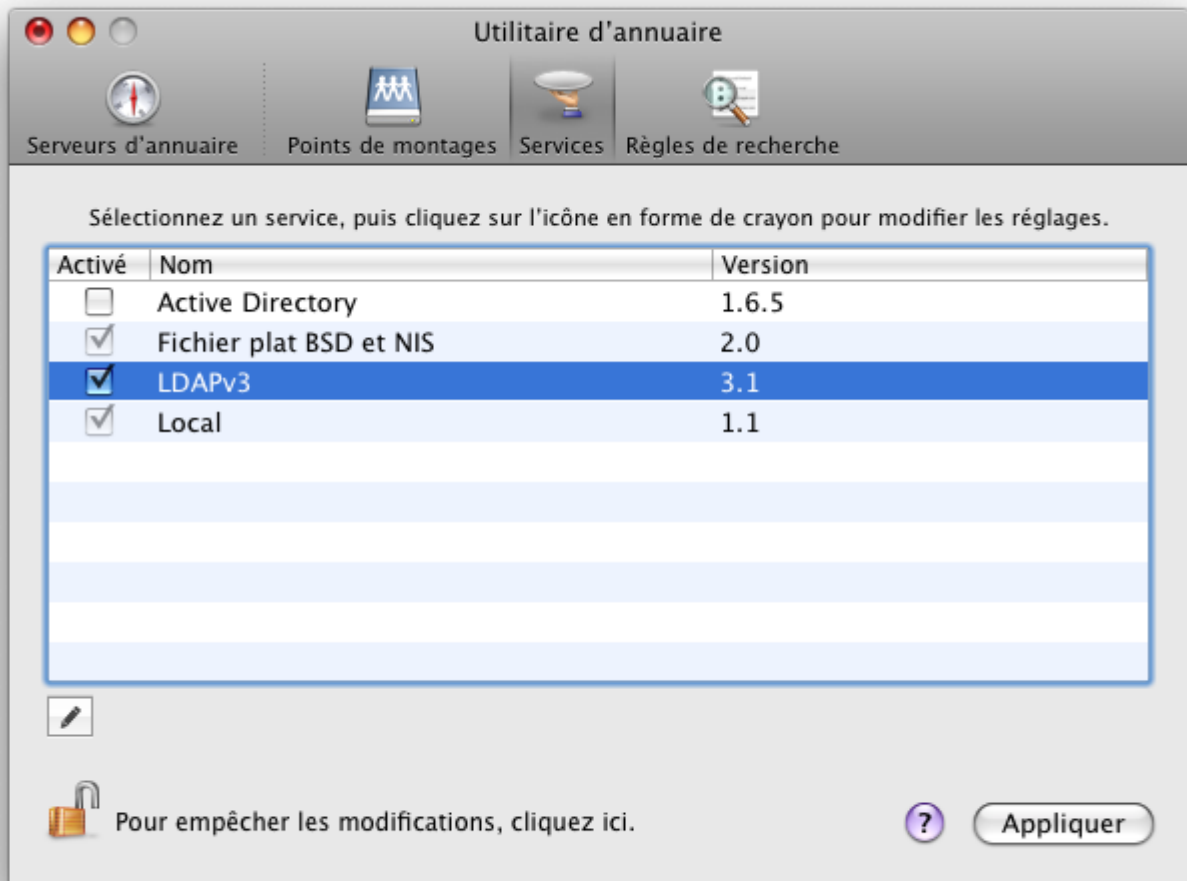 Utilitaire d'annuaire
Serveurs d'annuaire Points de montages Services Règles de recherche
Sélectionnez un service, puis cliquez sur l'icône en forme de crayon pour modifier les réglages.
Activé Nom Version
Active Directory 1.6.5
Fichier plat BSD et NIS 2.0
LDAPv3 3.1
Local 1.1
Pour empêcher les modifications, cliquez ici. ? Appliquer